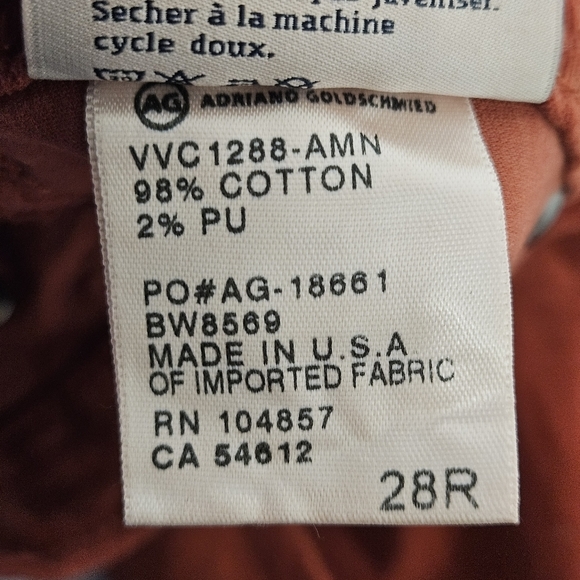 Secher à la machine
cycle doux.
AG ADRIANO GOLDSCHMIED
VVC1288-AMN
98% COTTON
2% PU
PO#AG-18661
BW8569
MADE IN U.S.A
OF IMPORTED FABRIC
RN 104857
CA 54612
28R